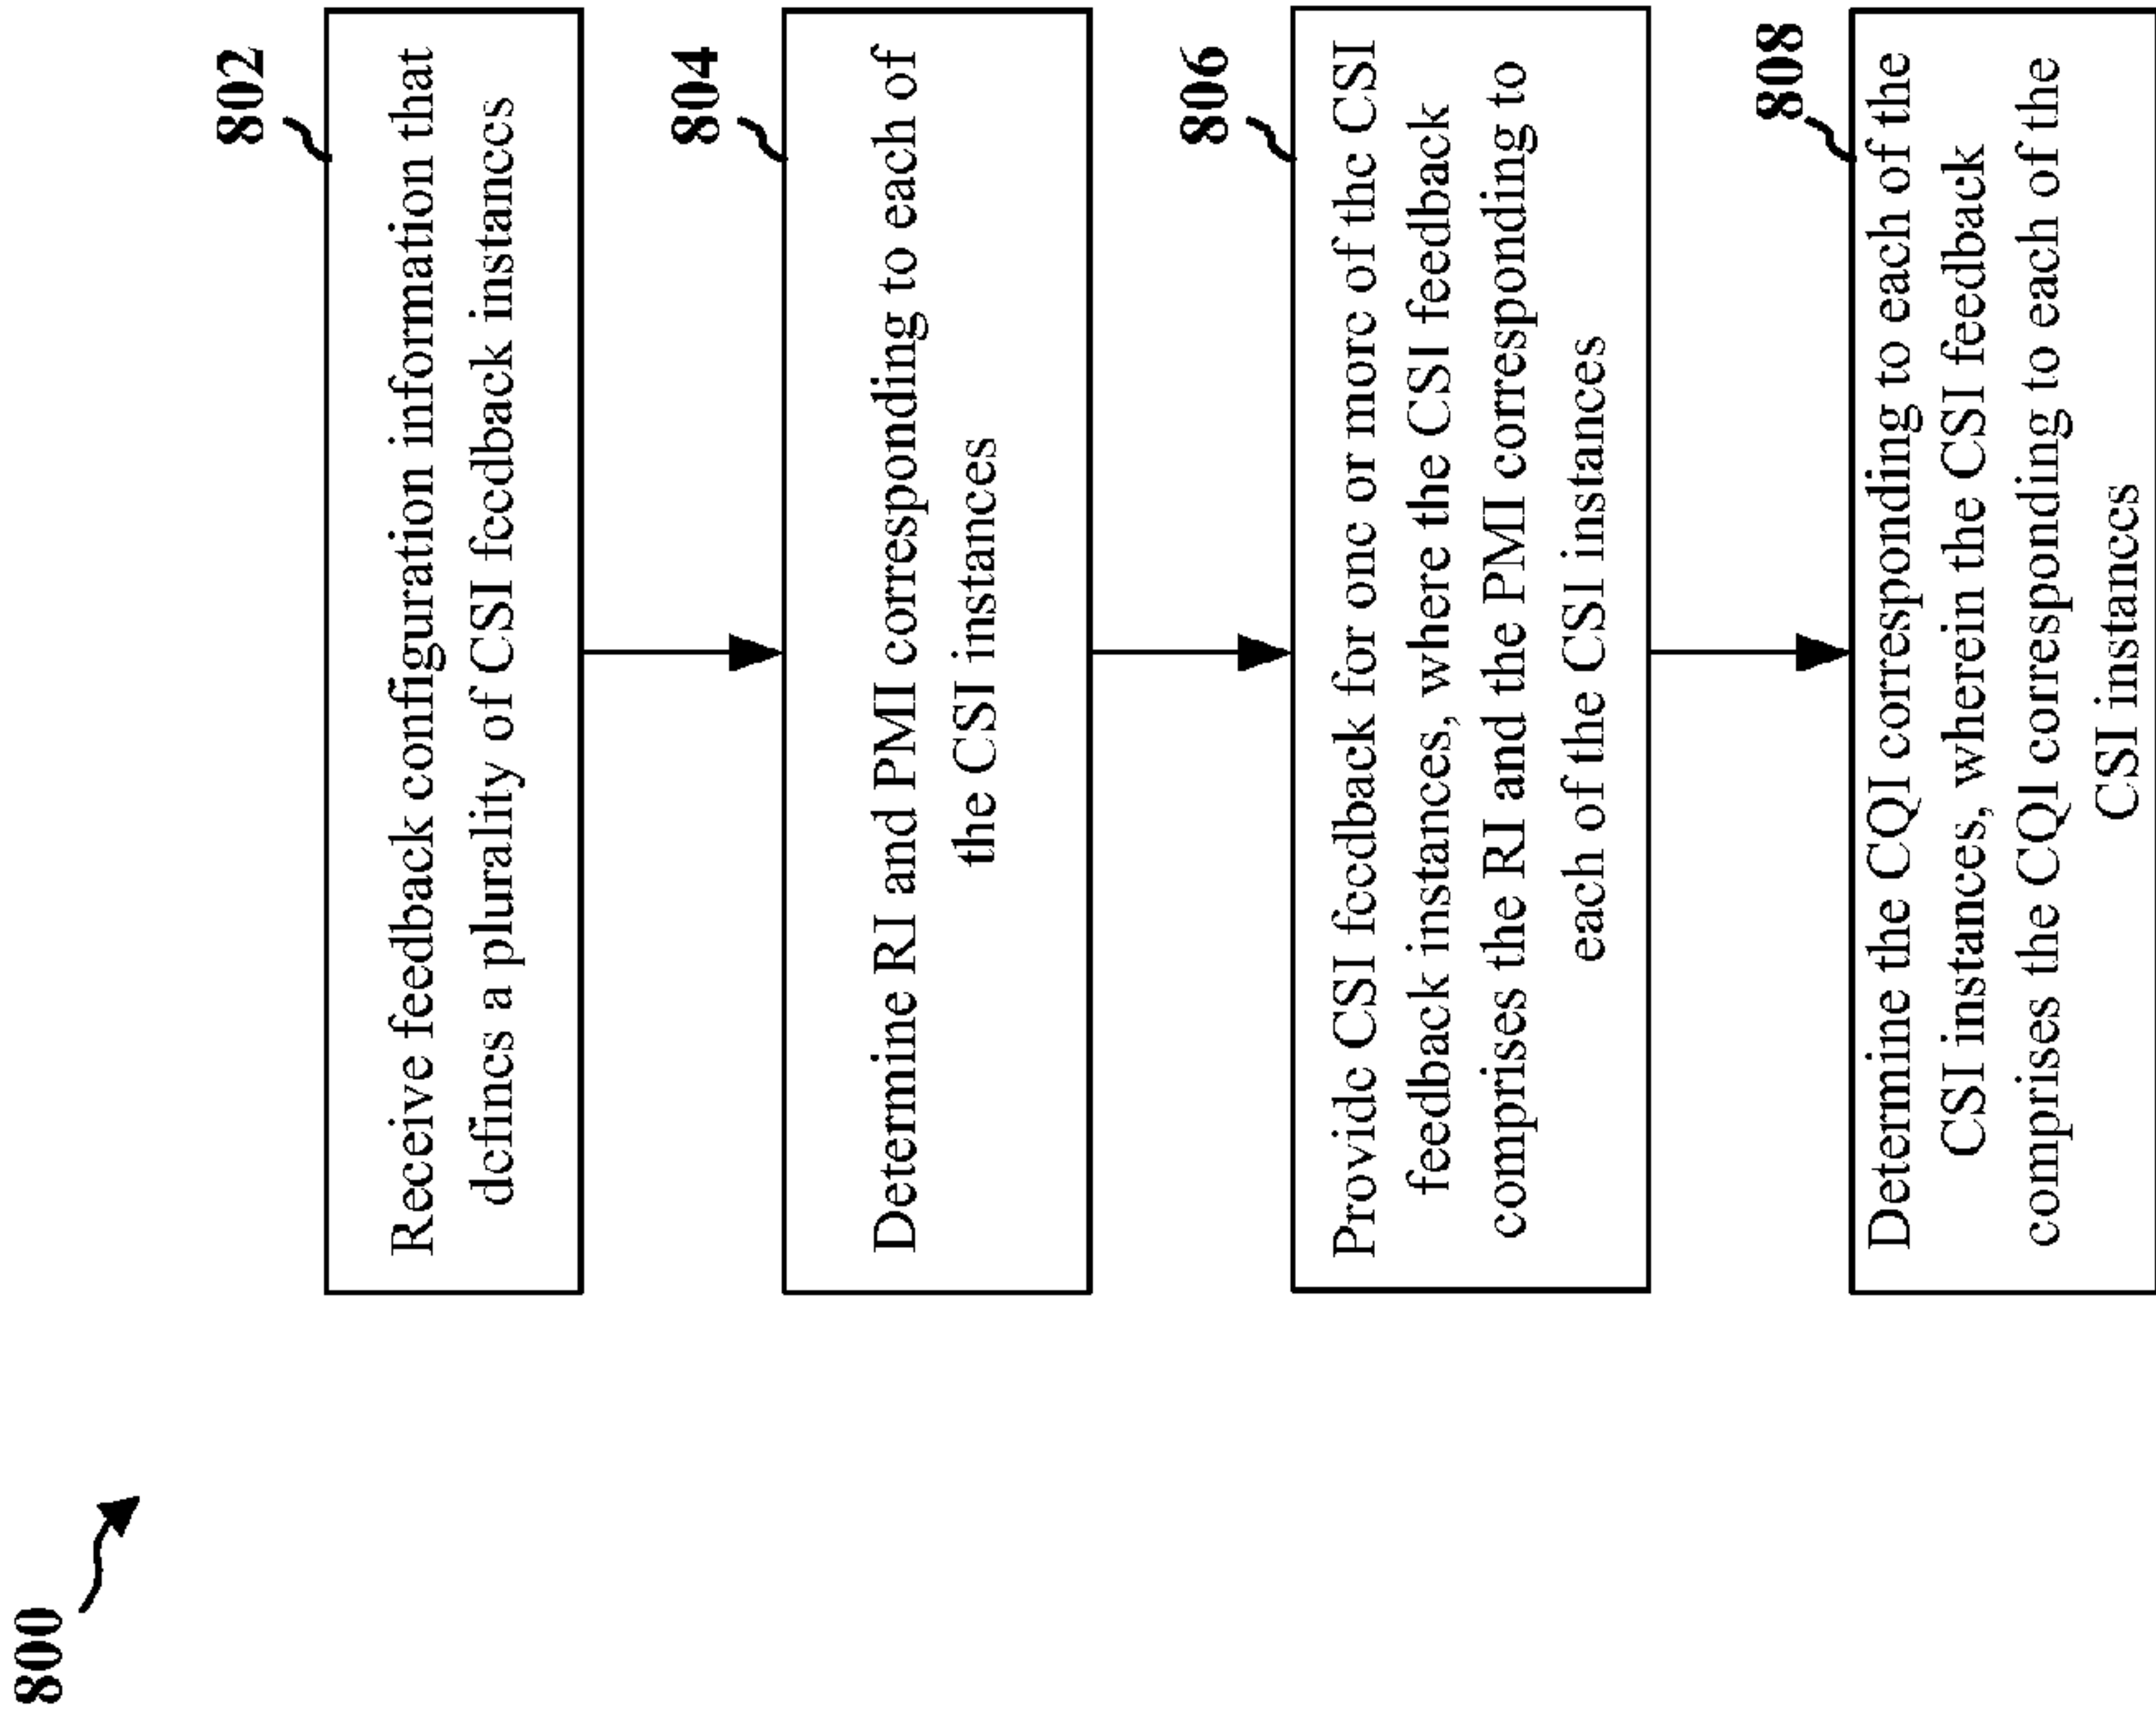 800
802
Receive feedback configuration information that
defines a plurality of CSI feedback instances
804
Determine RI and PMI corresponding to each of
the CSI instances
806
Provide CSI feedback for one or more of the CSI
feedback instances, where the CSI feedback
comprises the RI and the PMI corresponding to
each of the CSI instances
808
Determine the CQI corresponding to each of the
CSI instances, wherein the CSI feedback
comprises the CQI corresponding to each of the
CSI instances